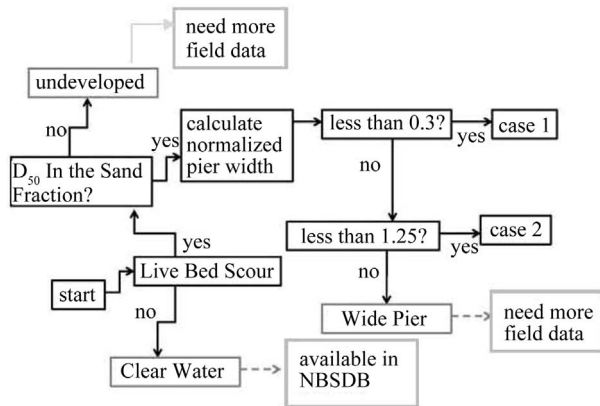 need more
field data
undeveloped
no
yes
calculate
normalized
pier width
less than 0.3?
yes
case 1
D50 In the Sand
Fraction?
no
less than 1.25?
yes
case 2
yes
start
Live Bed Scour
no
no
Wide Pier
need more
field data
Clear Water
available in
NBSDB